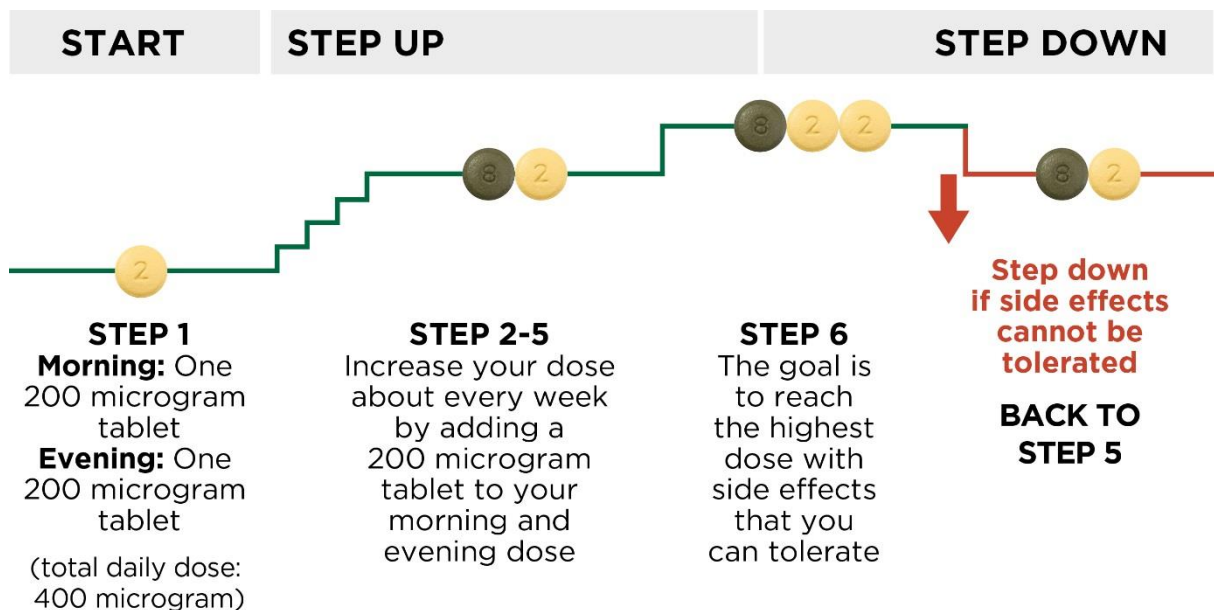 START
STEP UP
STEP DOWN
8 2 2
8 2
8 2
2
STEP 1
Morning: One
200 microgram
tablet
Evening: One
200 microgram
tablet
(total daily dose:
400 microgram)
STEP 2-5
Increase your dose
about every week
by adding a
200 microgram
tablet to your
morning and
evening dose
STEP 6
The goal is
to reach
the highest
dose with
side effects
that you
can tolerate
Step down
if side effects
cannot be
tolerated
BACK TO
STEP 5